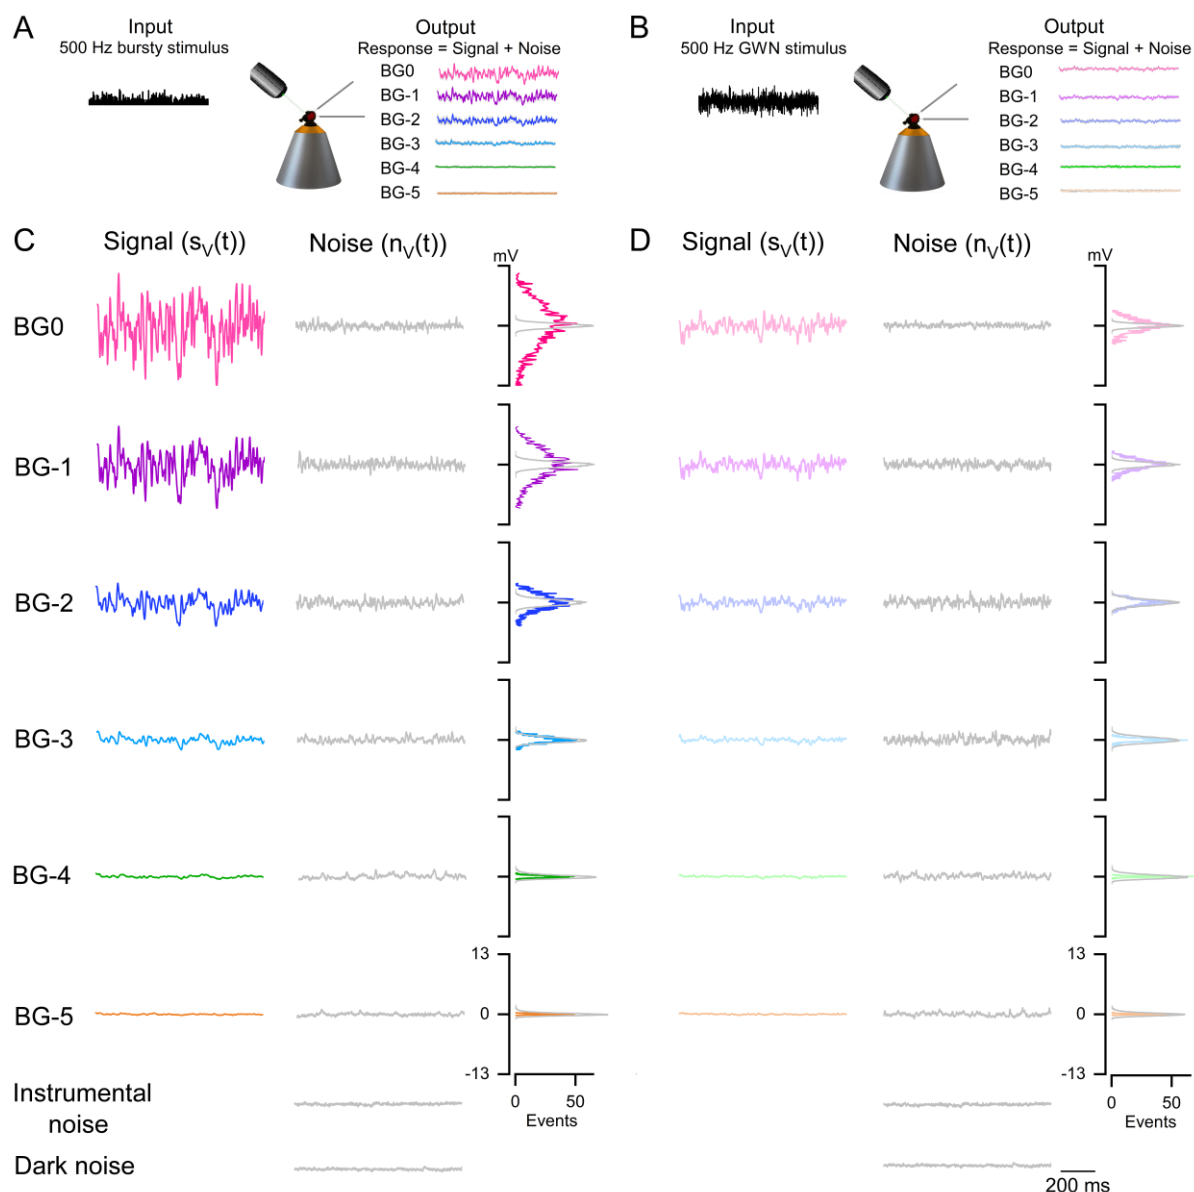 A
Input
500 Hz bursty stimulus
Output
Response = Signal + Noise
BG0
BG-1
BG-2
BG-3
BG-4
BG-5
B
Input
500 Hz GWN stimulus
Output
Response = Signal + Noise
BG0
BG-1
BG-2
BG-3
BG-4
BG-5
C
Signal (sV(t))
Noise (nV(t))
mV
D
Signal (sV(t))
Noise (nV(t))
mV
BG0
BG-1
BG-2
BG-3
BG-4
BG-5
13
0
-13
0 50
Events
13
0
-13
0 50
Events
Instrumental
noise
Dark noise
200 ms